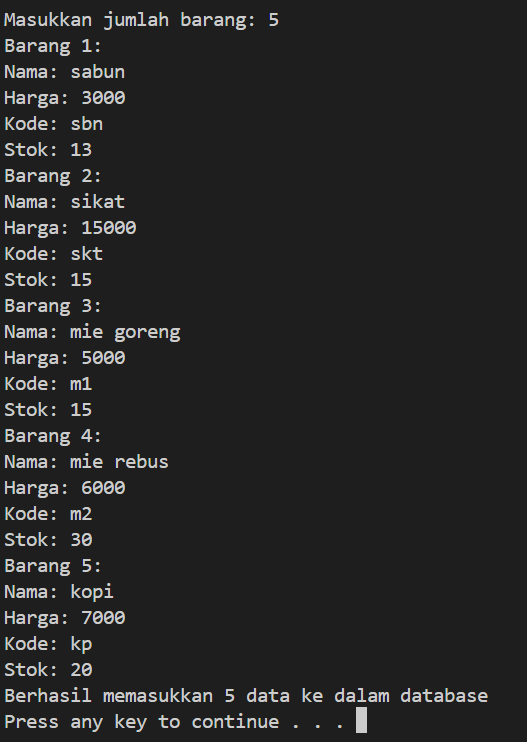 Masukkan jumlah barang: 5
Barang 1:
Nama: sabun
Harga: 3000
Kode: sbn
Stok: 13
Barang 2:
Nama: sikat
Harga: 15000
Kode: skt
Stok: 15
Barang 3:
Nama: mie goreng
Harga: 5000
Kode: m1
Stok: 15
Barang 4:
Nama: mie rebus
Harga: 6000
Kode: m2
Stok: 30
Barang 5:
Nama: kopi
Harga: 7000
Kode: kp
Stok: 20
Berhasil memasukkan 5 data ke dalam database
Press any key to continue . . .